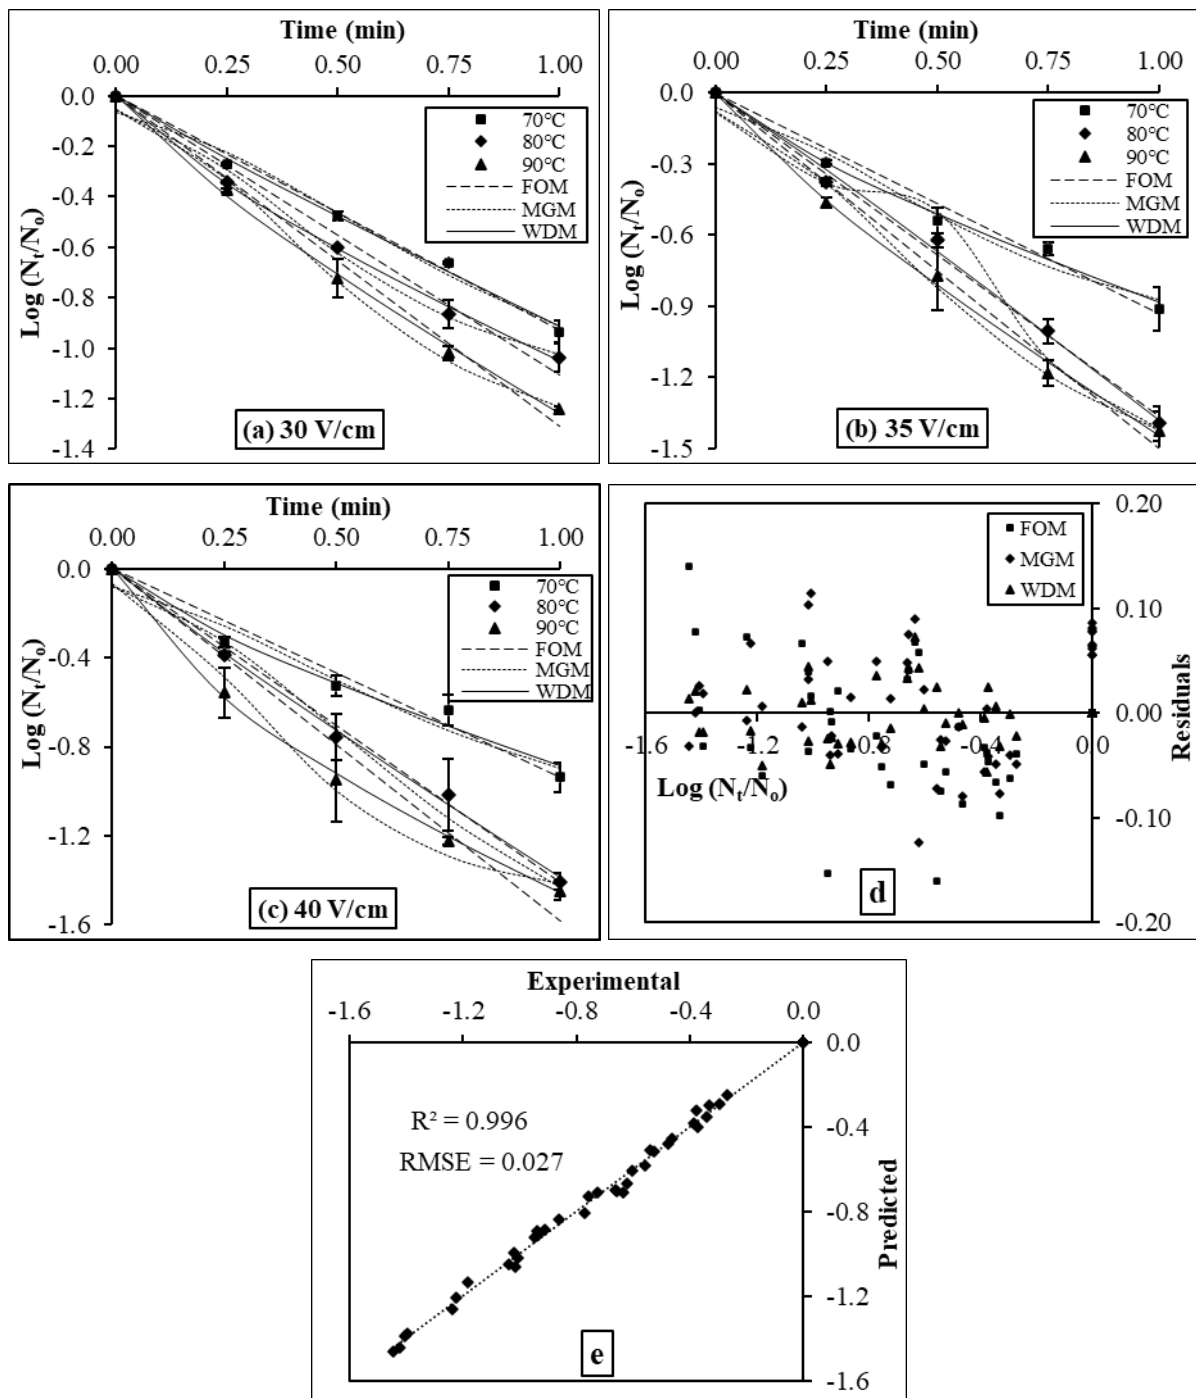 Time (min)
0.00 0.25 0.50 0.75 1.00
0.0
-0.2
-0.4
-0.6
-0.8
-1.0
-1.2
-1.4
Log (Nt/No)
70°C
80°C
90°C
FOM
MGM
WDM
(a) 30 V/cm
Time (min)
0.00 0.25 0.50 0.75 1.00
0.0
-0.3
-0.6
-0.9
-1.2
-1.5
Log (Nt/No)
70°C
80°C
90°C
FOM
MGM
WDM
(b) 35 V/cm
Time (min)
0.00 0.25 0.50 0.75 1.00
0.0
-0.4
-0.8
-1.2
-1.6
Log (Nt/No)
70°C
80°C
90°C
FOM
MGM
WDM
(c) 40 V/cm
0.20
0.10
0.00
-0.10
-0.20
Residuals
FOM
MGM
WDM
-1.6 -1.2 -0.8 -0.4 0.0
Log (Nt/No)
d
Experimental
-1.6 -1.2 -0.8 -0.4 0.0
0.0
-0.4
-0.8
-1.2
-1.6
Predicted
R² = 0.996
RMSE = 0.027
e